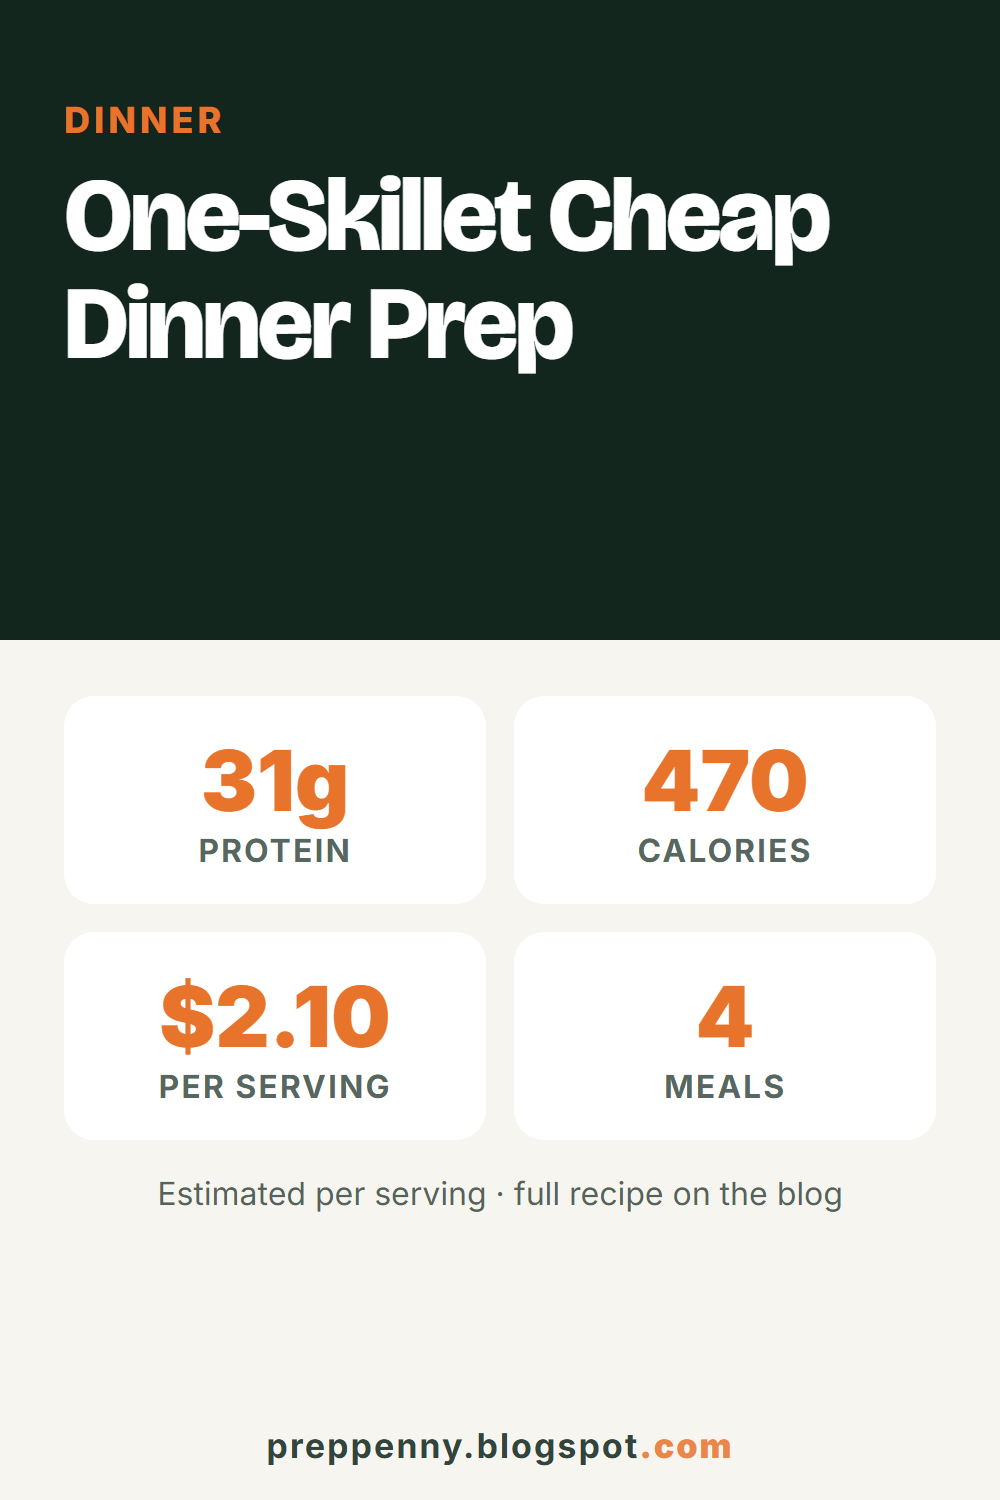 DINNER
One-Skillet Cheap
Dinner Prep
31g
PROTEIN
470
CALORIES
$2.10
PER SERVING
4
MEALS
Estimated per serving · full recipe on the blog
preppenny.blogspot.com